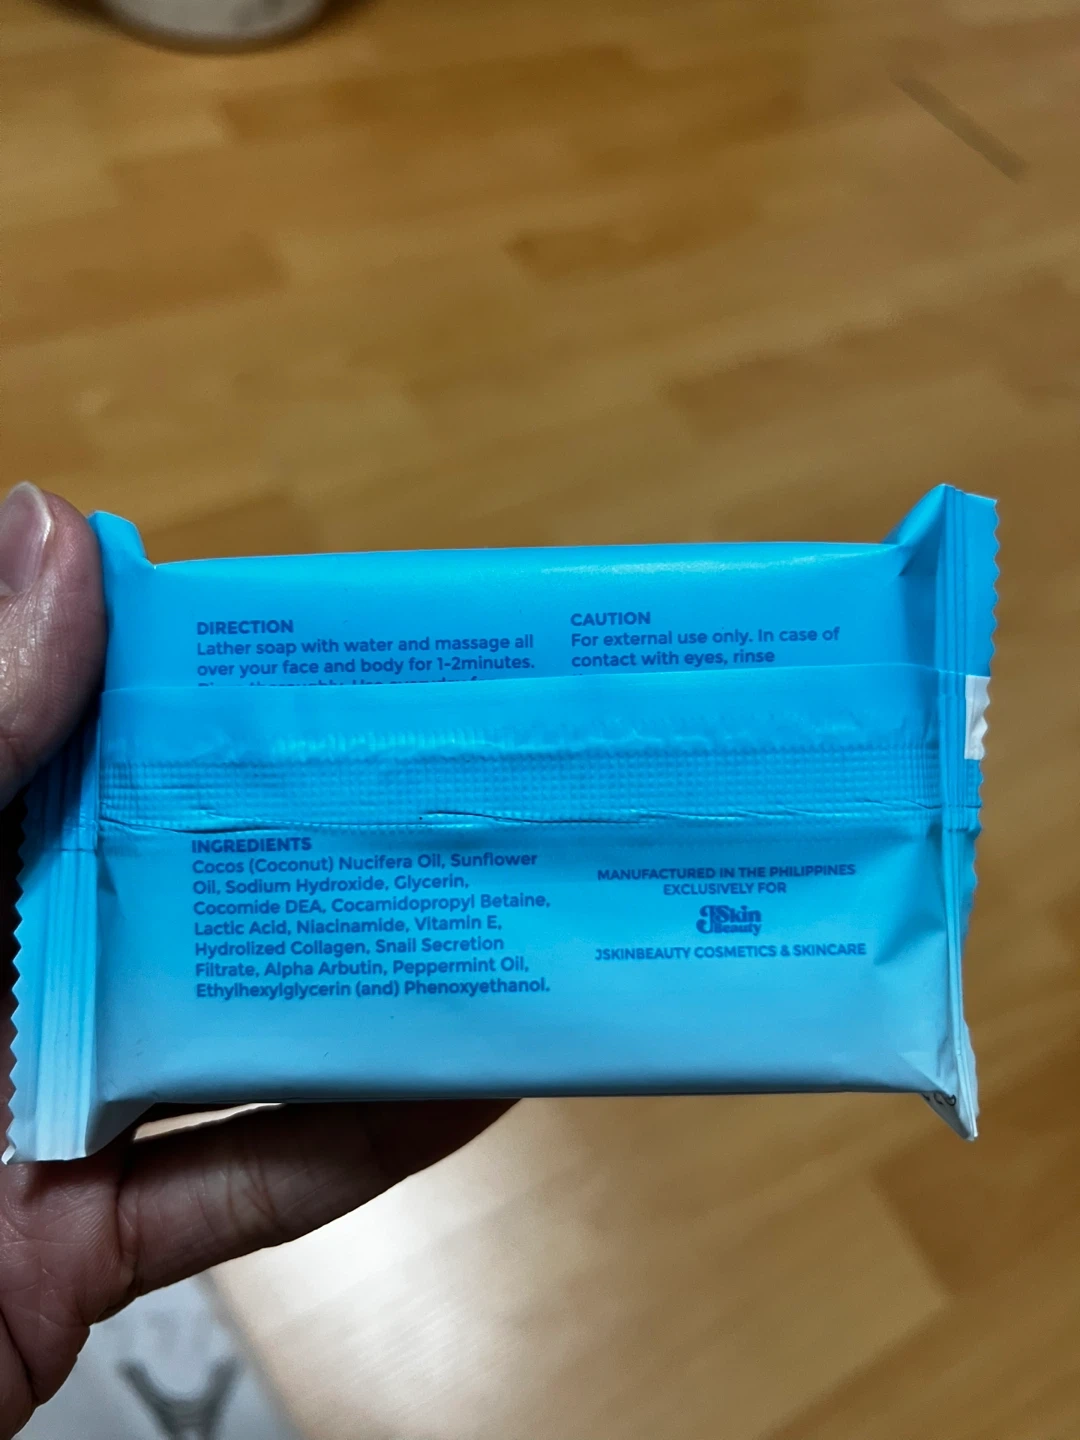 DIRECTION
Lather soap with water and massage all
over your face and body for 1-2minutes.
CAUTION
For external use only. In case of
contact with eyes, rinse
INGREDIENTS
Cocos (Coconut) Nucifera Oil, Sunflower
Oil, Sodium Hydroxide, Glycerin,
Cocomide DEA, Cocamidopropyl Betaine,
Lactic Acid, Niacinamide, Vitamin E,
Hydrolized Collagen, Snail Secretion
Filtrate, Alpha Arbutin, Peppermint Oil,
Ethylhexylglycerin (and) Phenoxyethanol.
MANUFACTURED IN THE PHILIPPINES
EXCLUSIVELY FOR
JSkin
Beauty
JSKINBEAUTY COSMETICS & SKINCARE